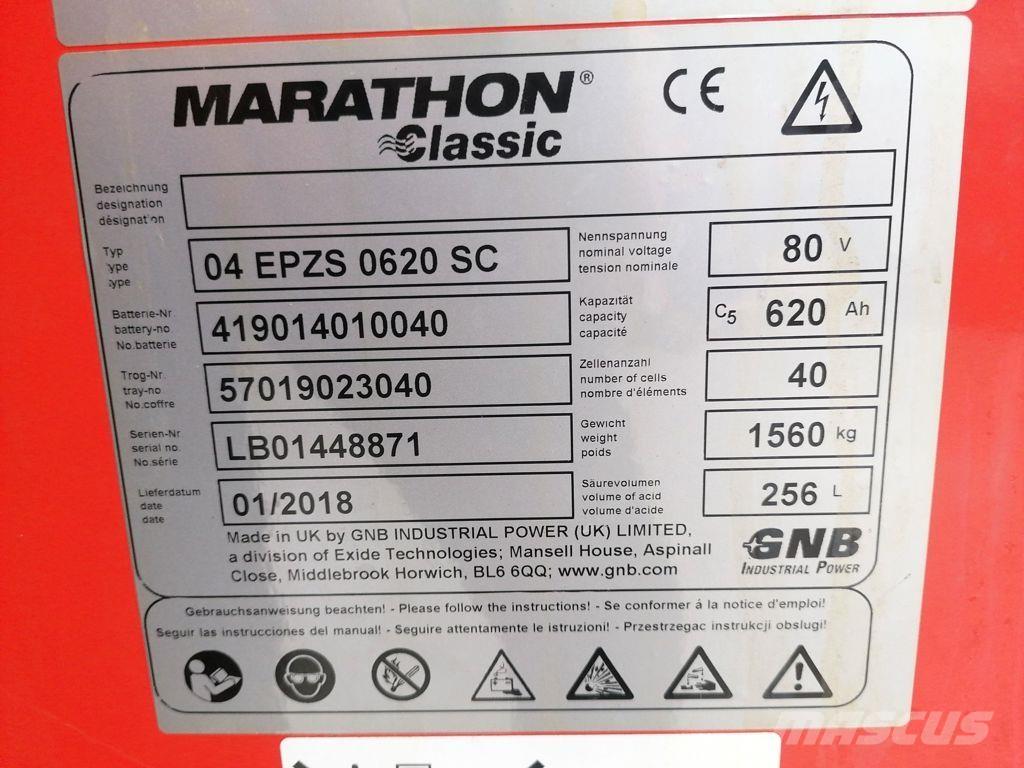 MARATHON®
Classic
CE
Bezeichnung
designation
désignation
Typ
type
type
04 EPZS 0620 SC
Nennspannung
nominal voltage
tension nominale
80 V
Batterie-Nr.
battery-no
No.batterie
419014010040
Kapazität
capacity
capacité
C5 620 Ah
Trog-Nr.
tray-no
No.coffre
57019023040
Zellenanzahl
number of cells
nombre d'éléments
40
Serien-Nr
serial no.
No.série
LB01448871
Gewicht
weight
poids
1560 kg
Lieferdatum
date
date
01/2018
Säurevolumen
volume of acid
volume d'acide
256 L
Made in UK by GNB INDUSTRIAL POWER (UK) LIMITED,
a division of Exide Technologies; Mansell House, Aspinall
Close, Middlebrook Horwich, BL6 6QQ; www.gnb.com
GNB
INDUSTRIAL POWER
Gebrauchsanweisung beachten! - Please follow the instructions! - Se conformer á la notice d'emploi!
Seguir las instrucciones del manual! - Seguire attentamente le istruzioni! - Przestrzegac instrukcji obslugi!
mascus